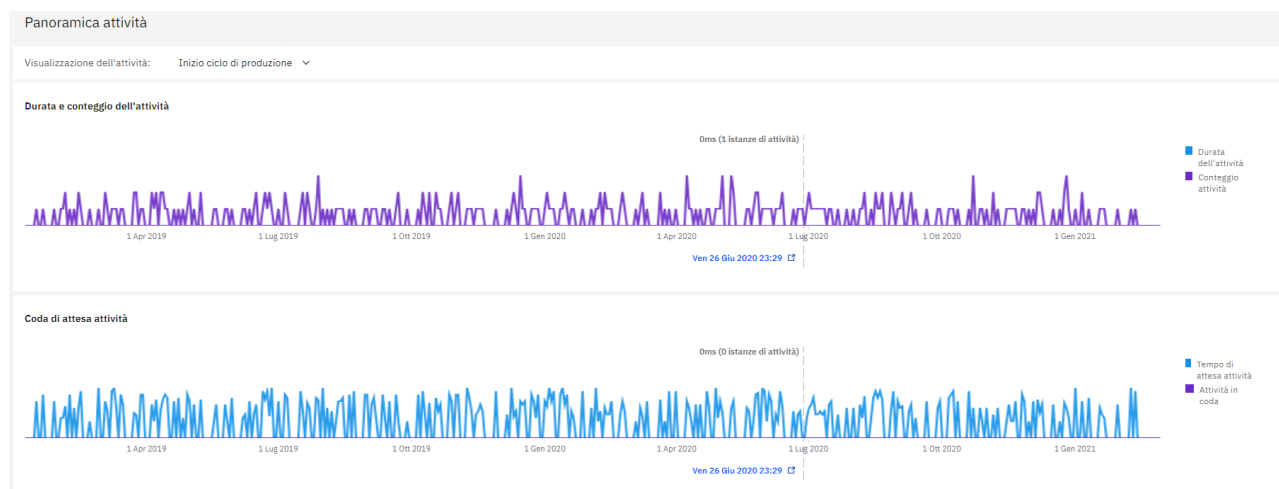 Panoramica attività
Visualizzazione dell'attività: Inizio ciclo di produzione
Durata e conteggio dell'attività
0ms (1 istanze di attività)
Durata
dell'attività
Conteggio
attività
1 Apr 2019 1 Lug 2019 1 Ott 2019 1 Gen 2020 1 Apr 2020 1 Lug 2020 1 Ott 2020 1 Gen 2021
Ven 26 Giu 2020 23:29
Coda di attesa attività
0ms (0 istanze di attività)
Tempo di
attesa attività
Attività in
coda
1 Apr 2019 1 Lug 2019 1 Ott 2019 1 Gen 2020 1 Apr 2020 1 Lug 2020 1 Ott 2020 1 Gen 2021
Ven 26 Giu 2020 23:29